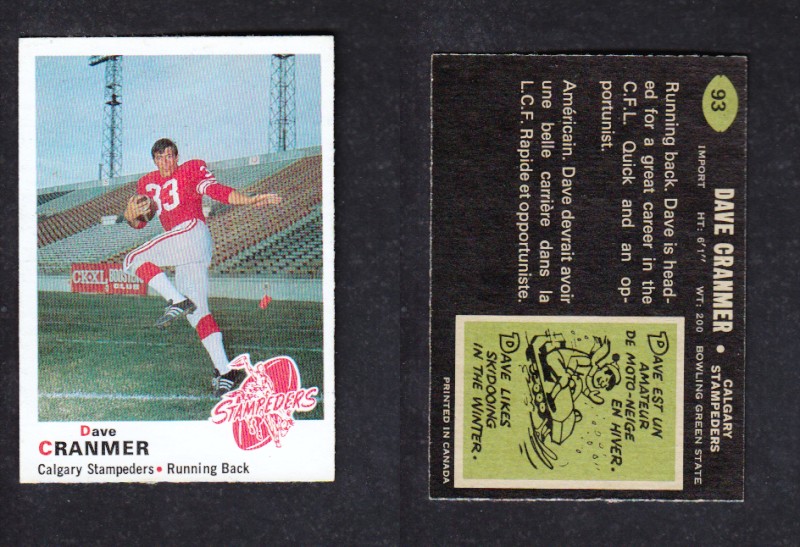 33
CKXL BOOSTER
CLUB
STAMPEDERS
Dave
CRANMER
Calgary Stampeders • Running Back
93
DAVE CRANMER • CALGARY
STAMPEDERS
IMPORT HT: 6'1" WT: 200 BOWLING GREEN STATE
Running back. Dave is head-
ed for a great career in the
C.F.L. Quick and an op-
portunist.
Américain. Dave devrait avoir
une belle carrière dans la
L.C.F. Rapide et opportuniste.
DAVE EST UN
AMATEUR
DE MOTO-NEIGE
EN HIVER.
DAVE LIKES
SKIDOOING
IN THE WINTER.
PRINTED IN CANADA